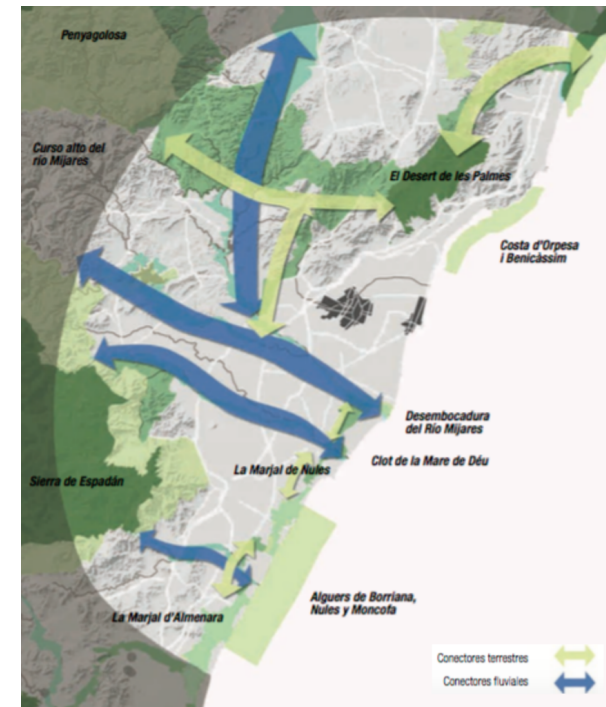 Penyagolosa
Curso alto del
río Mijares
El Desert de les Palmes
Costa d'Orpesa
i Benicàssim
Desembocadura
del Río Mijares
La Marjal de Nules
Clot de la Mare de Déu
Sierra de Espadán
Alguers de Borriana,
Nules y Moncofa
La Marjal d'Almenara
Conectores terrestres
Conectores fluviales